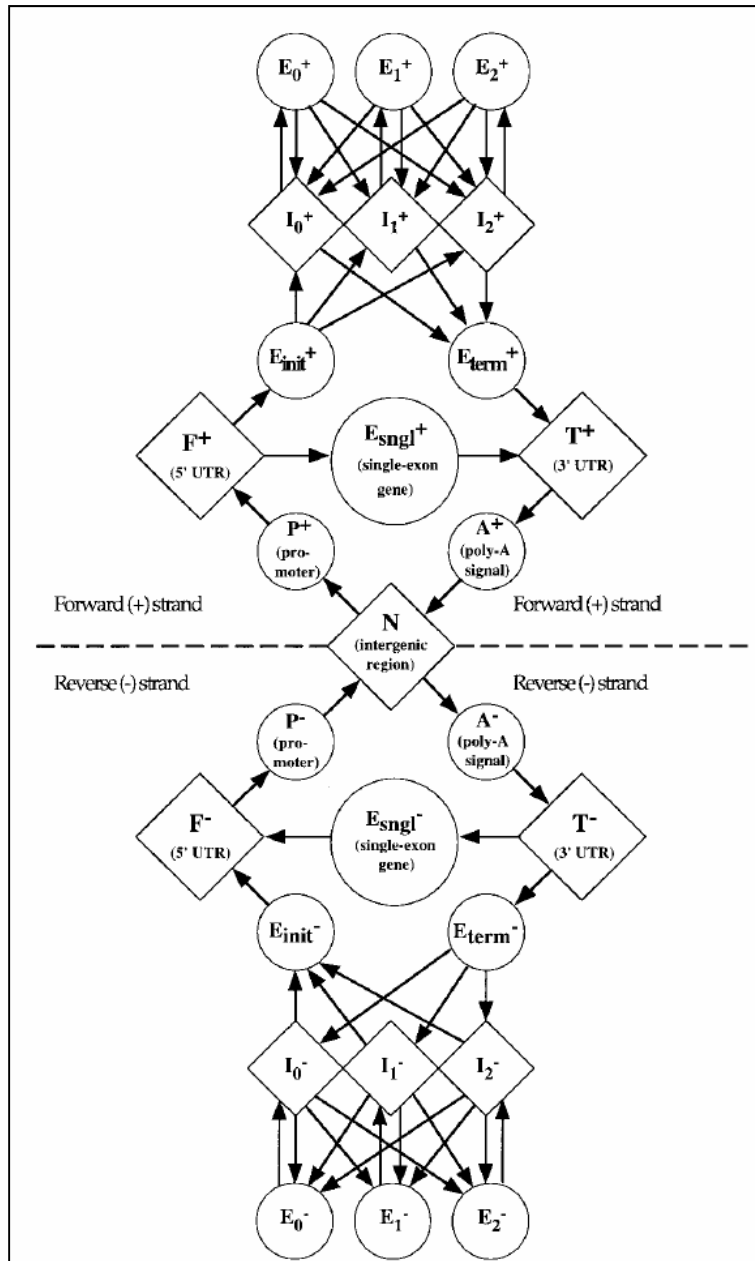 E0+ E1+ E2+
I0+ I1+ I2+
Einit+ Eterm+
F+ Esngl+ T+
(5' UTR) (single-exon (3' UTR)
gene)
P+ A+
(pro- (poly-A
moter) signal)
Forward (+) strand N Forward (+) strand
(intergenic
region)
Reverse (-) strand Reverse (-) strand
P- A-
(pro- (poly-A
moter) signal)
F- Esngl- T-
(5' UTR) (single-exon (3' UTR)
gene)
Einit- Eterm-
I0- I1- I2-
E0- E1- E2-